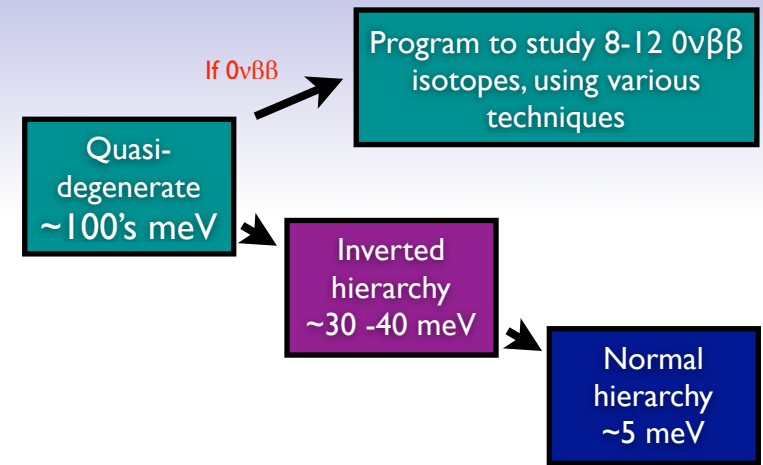 If 0νββ
Program to study 8-12 0νββ
isotopes, using various
techniques
Quasi-
degenerate
~100's meV
Inverted
hierarchy
~30 -40 meV
Normal
hierarchy
~5 meV